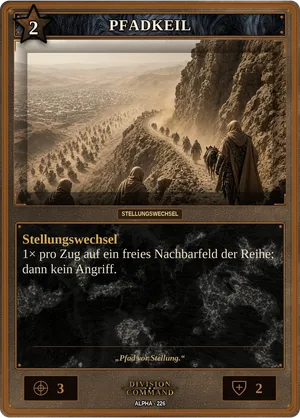 2
PFADKEIL
STELLUNGSWECHSEL
Stellungswechsel
1× pro Zug auf ein freies Nachbarfeld der Reihe;
dann kein Angriff.
„Pfad vor Stellung.“
3
DIVISION
COMMAND
ALPHA · 226
2